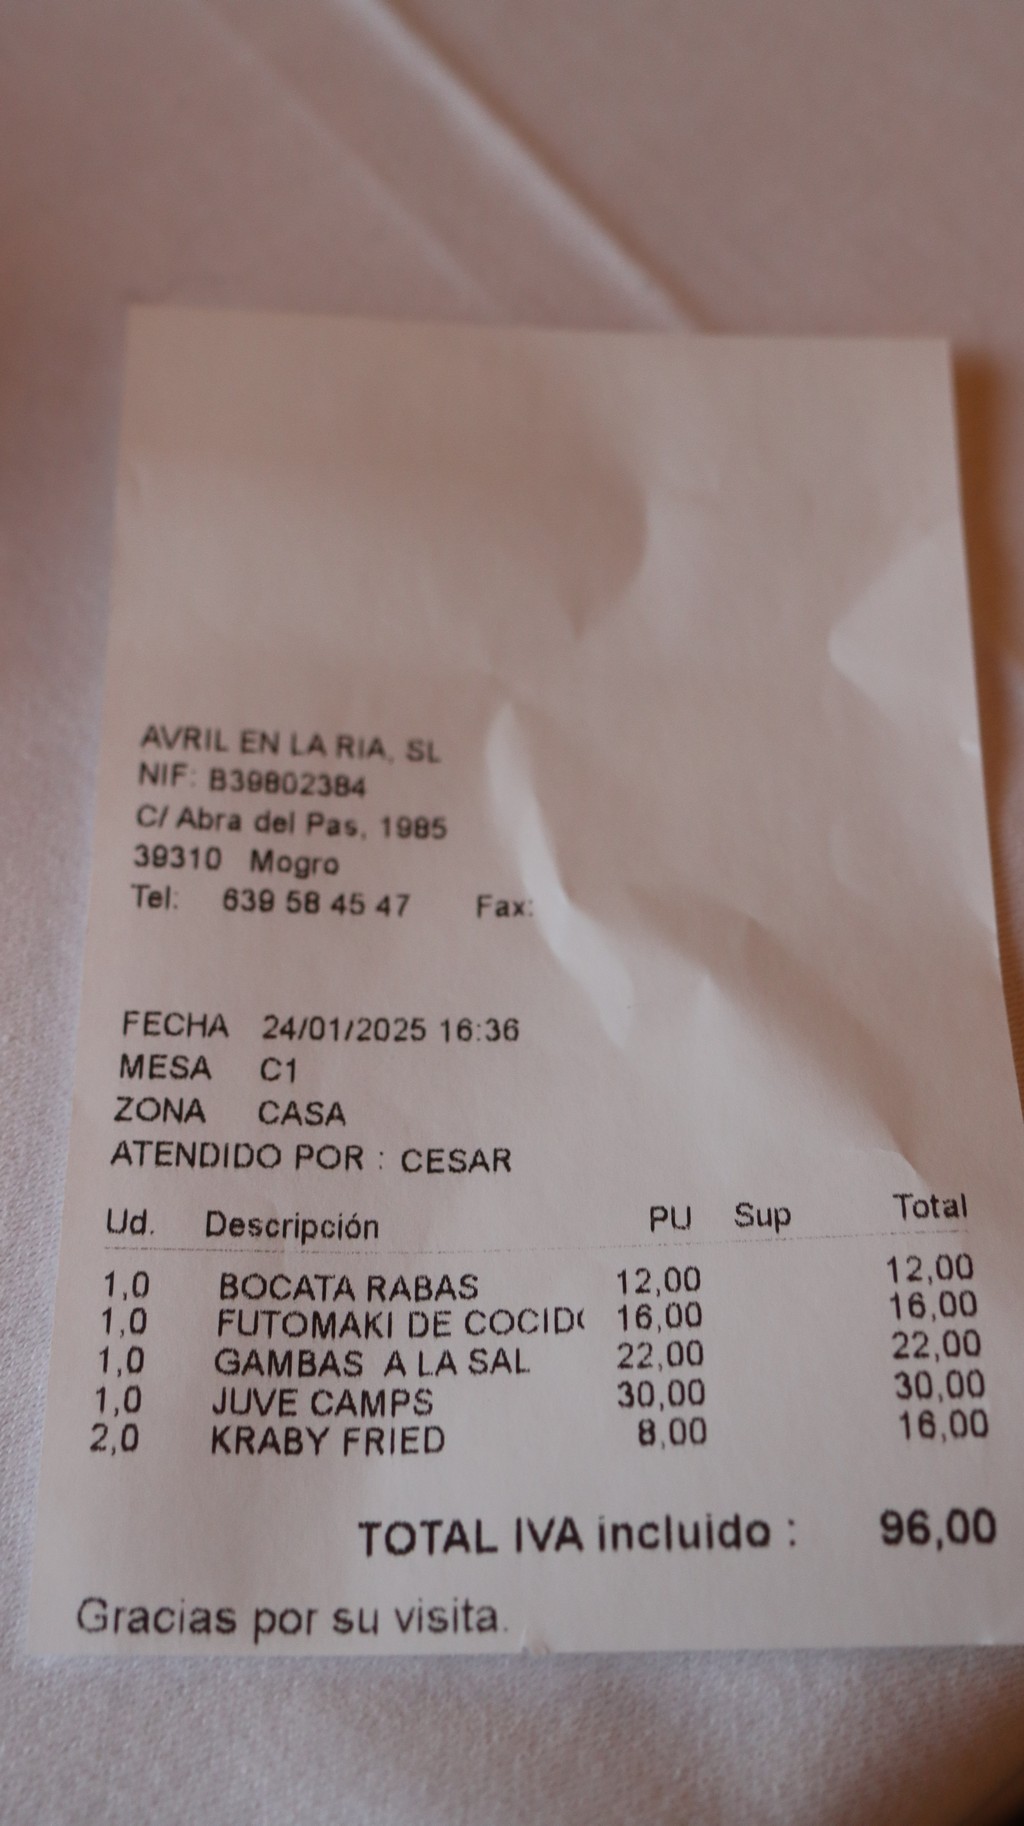 AVRIL EN LA RIA, SL
NIF: B39802384
C/ Abra del Pas, 1985
39310 Mogro
Tel: 639 58 45 47 Fax:
FECHA 24/01/2025 16:36
MESA C1
ZONA CASA
ATENDIDO POR : CESAR
Ud. Descripción PU Sup Total
1,0 BOCATA RABAS 12,00 12,00
1,0 FUTOMAKI DE COCIDO 16,00 16,00
1,0 GAMBAS A LA SAL 22,00 22,00
1,0 JUVE CAMPS 30,00 30,00
2,0 KRABY FRIED 8,00 16,00
TOTAL IVA incluido : 96,00
Gracias por su visita.